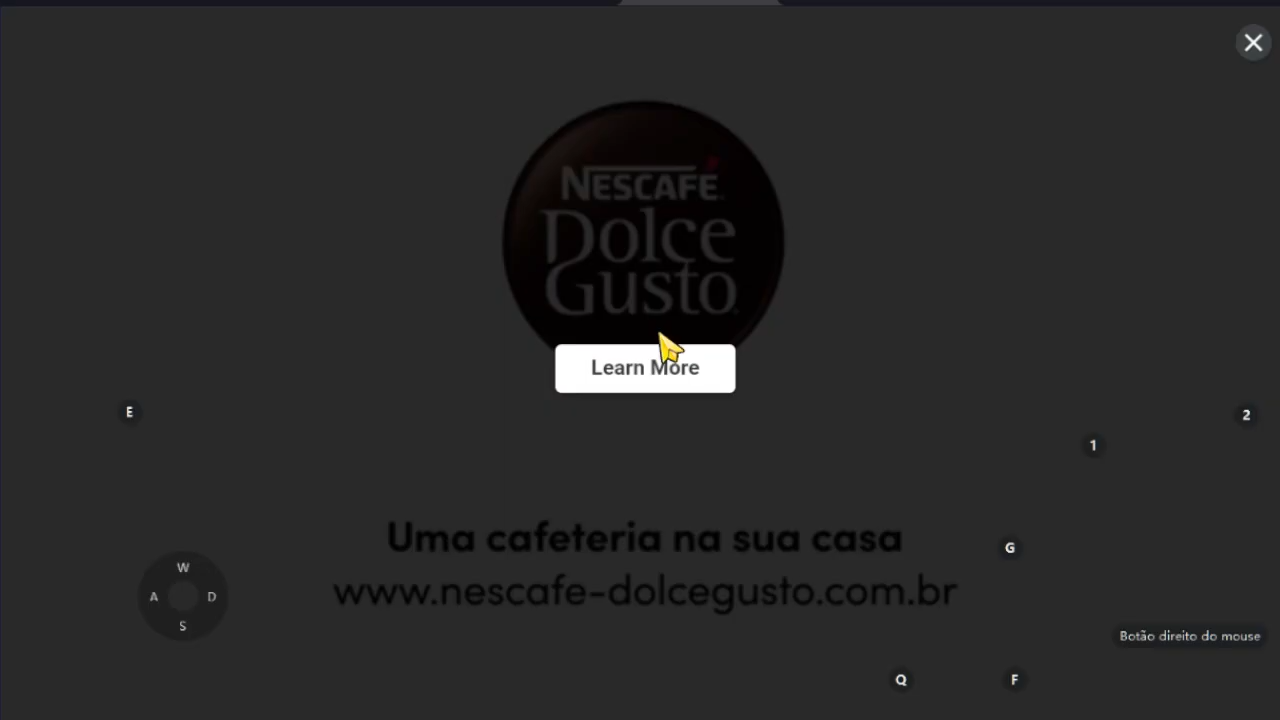 NESCAFÉ
Dolce
Gusto
Learn More
E
2
1
Uma cafeteria na sua casa
G
www.nescafe-dolcegusto.com.br
W
A D
S
Botão direito do mouse
Q
F